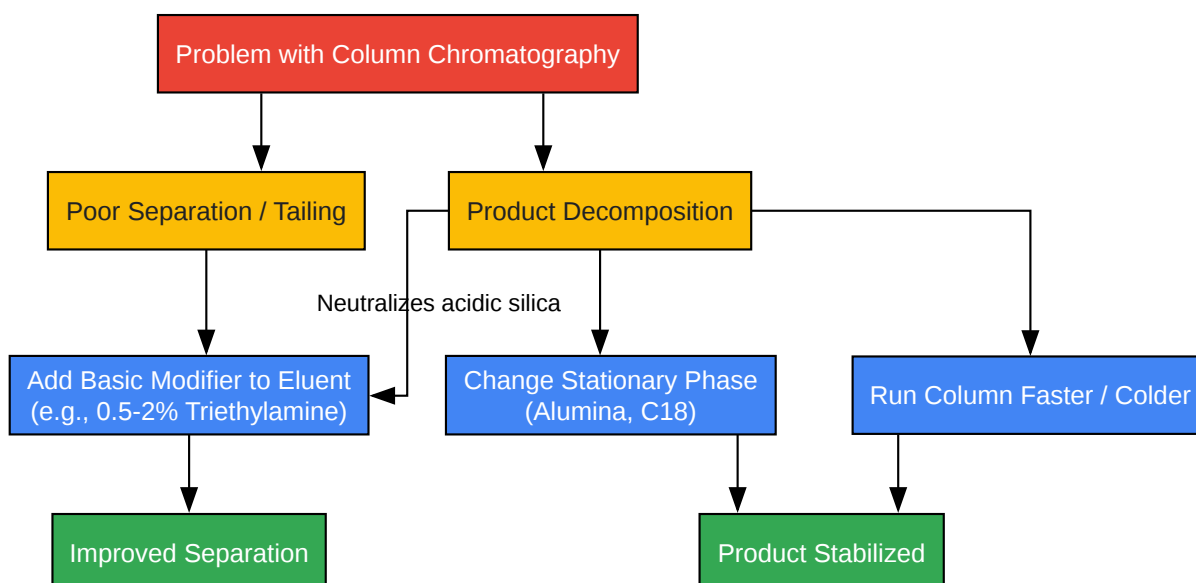 Problem with Column Chromatography
Poor Separation / Tailing
Product Decomposition
Neutralizes acidic silica
Add Basic Modifier to Eluent
(e.g., 0.5-2% Triethylamine)
Change Stationary Phase
(Alumina, C18)
Run Column Faster / Colder
Improved Separation
Product Stabilized